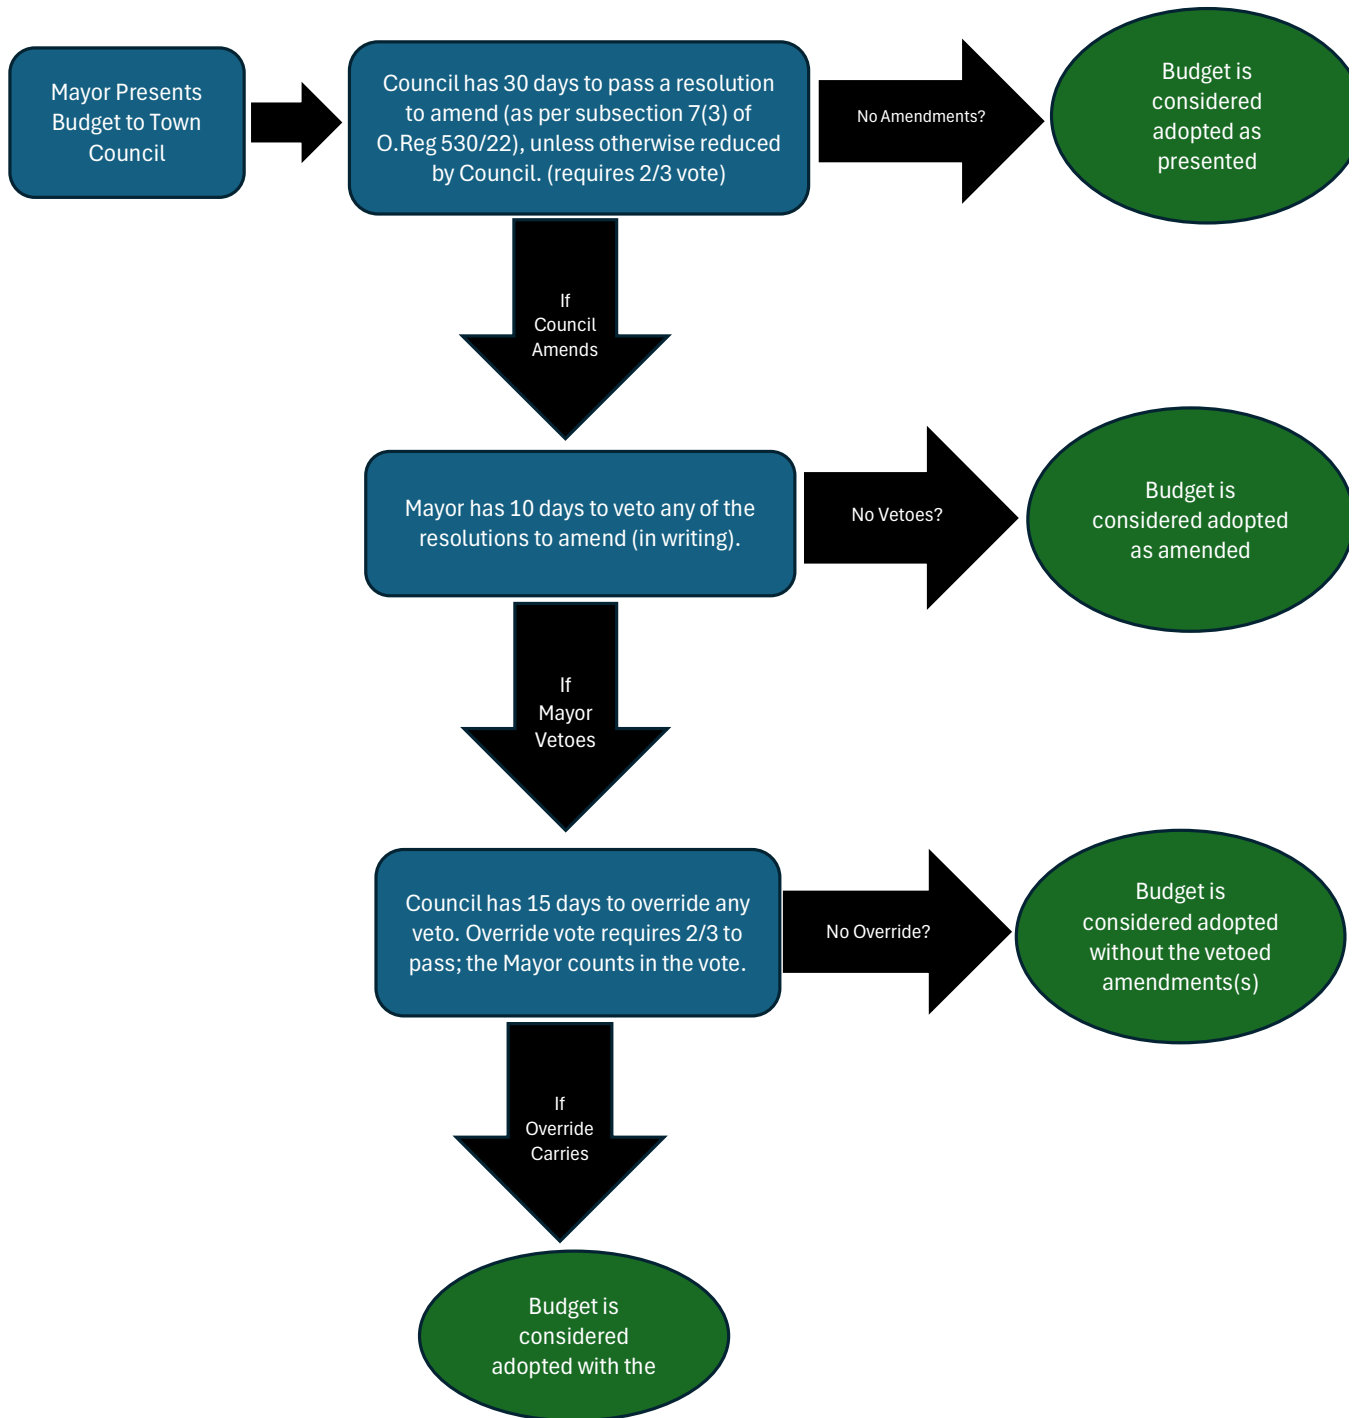 Mayor Presents
Budget to Town
Council
Council has 30 days to pass a resolution
to amend (as per subsection 7(3) of
O.Reg 530/22), unless otherwise reduced
by Council. (requires 2/3 vote)
No Amendments?
Budget is
considered
adopted as
presented
If
Council
Amends
Mayor has 10 days to veto any of the
resolutions to amend (in writing).
No Vetoes?
Budget is
considered adopted
as amended
If
Mayor
Vetoes
Council has 15 days to override any
veto. Override vote requires 2/3 to
pass; the Mayor counts in the vote.
No Override?
Budget is
considered adopted
without the vetoed
amendments(s)
If
Override
Carries
Budget is
considered
adopted with the